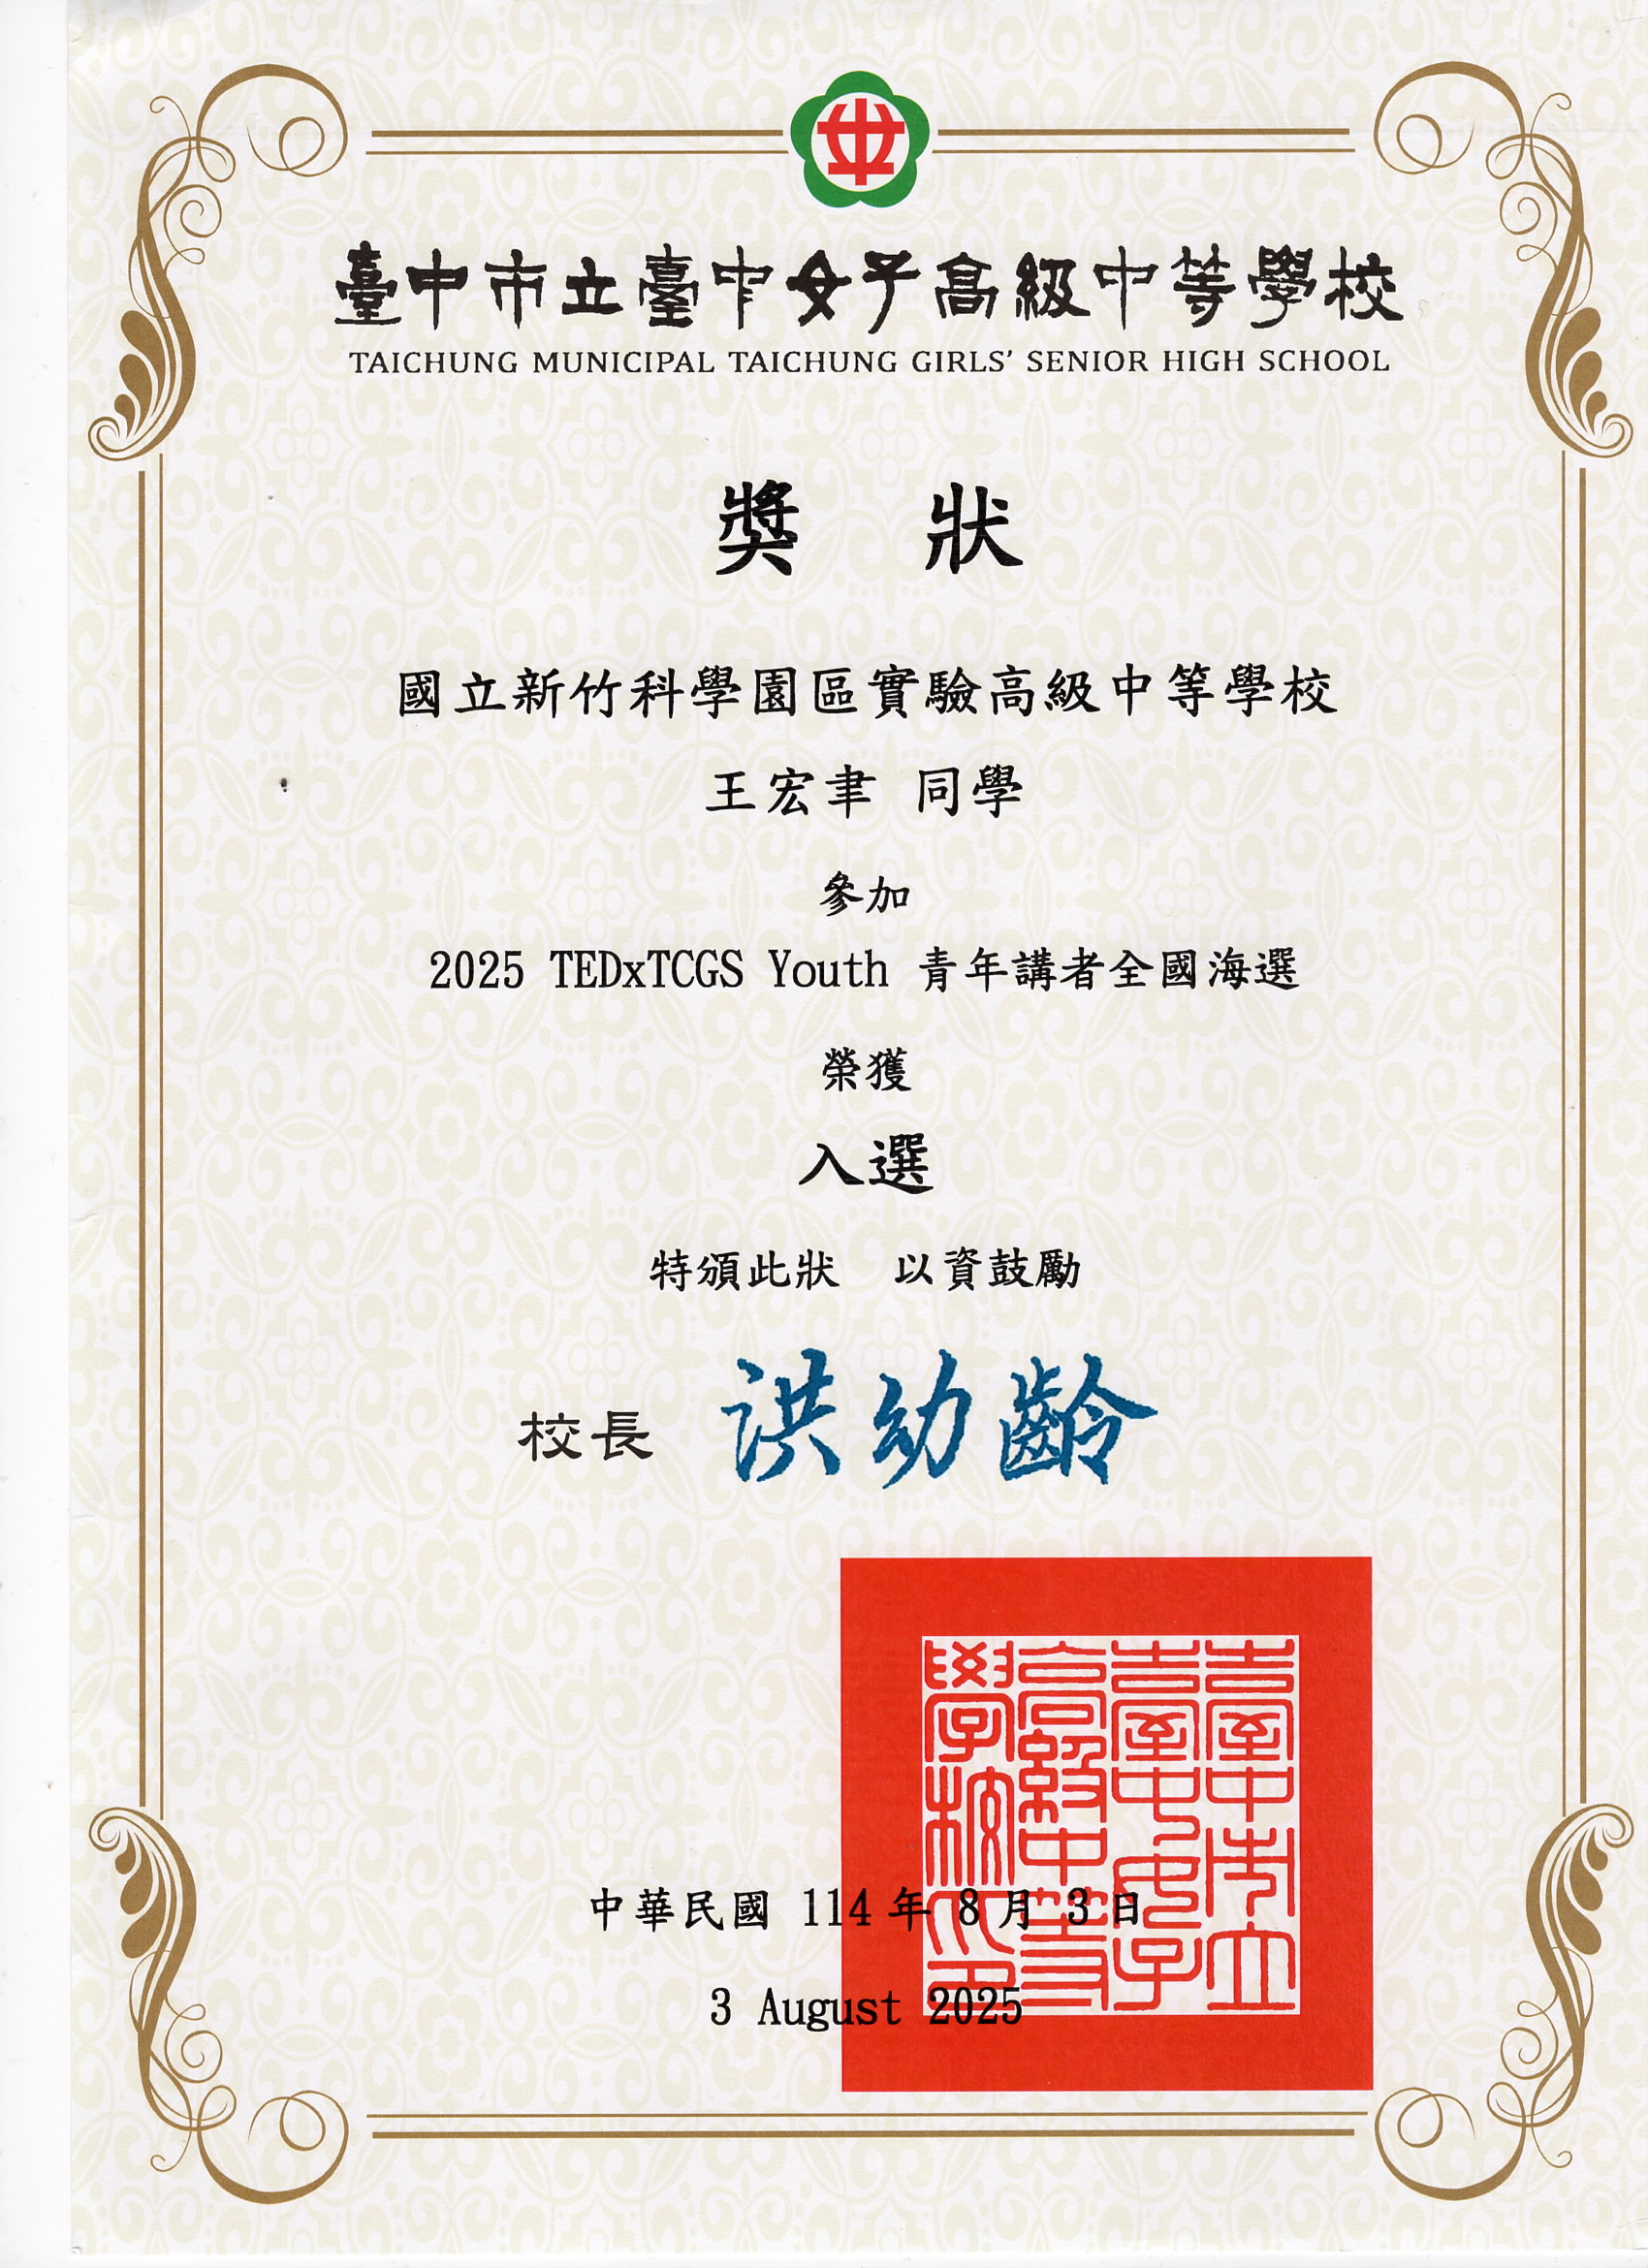 臺中市立臺中女子高級中等學校
TAICHUNG MUNICIPAL TAICHUNG GIRLS' SENIOR HIGH SCHOOL
獎 狀
國立新竹科學園區實驗高級中等學校
王宏聿 同學
參加
2025 TEDxTCGS Youth 青年講者全國海選
榮獲
入選
特頒此狀 以資鼓勵
校長 洪幼齡
中華民國 114 年 8 月 3 日
3 August 2025